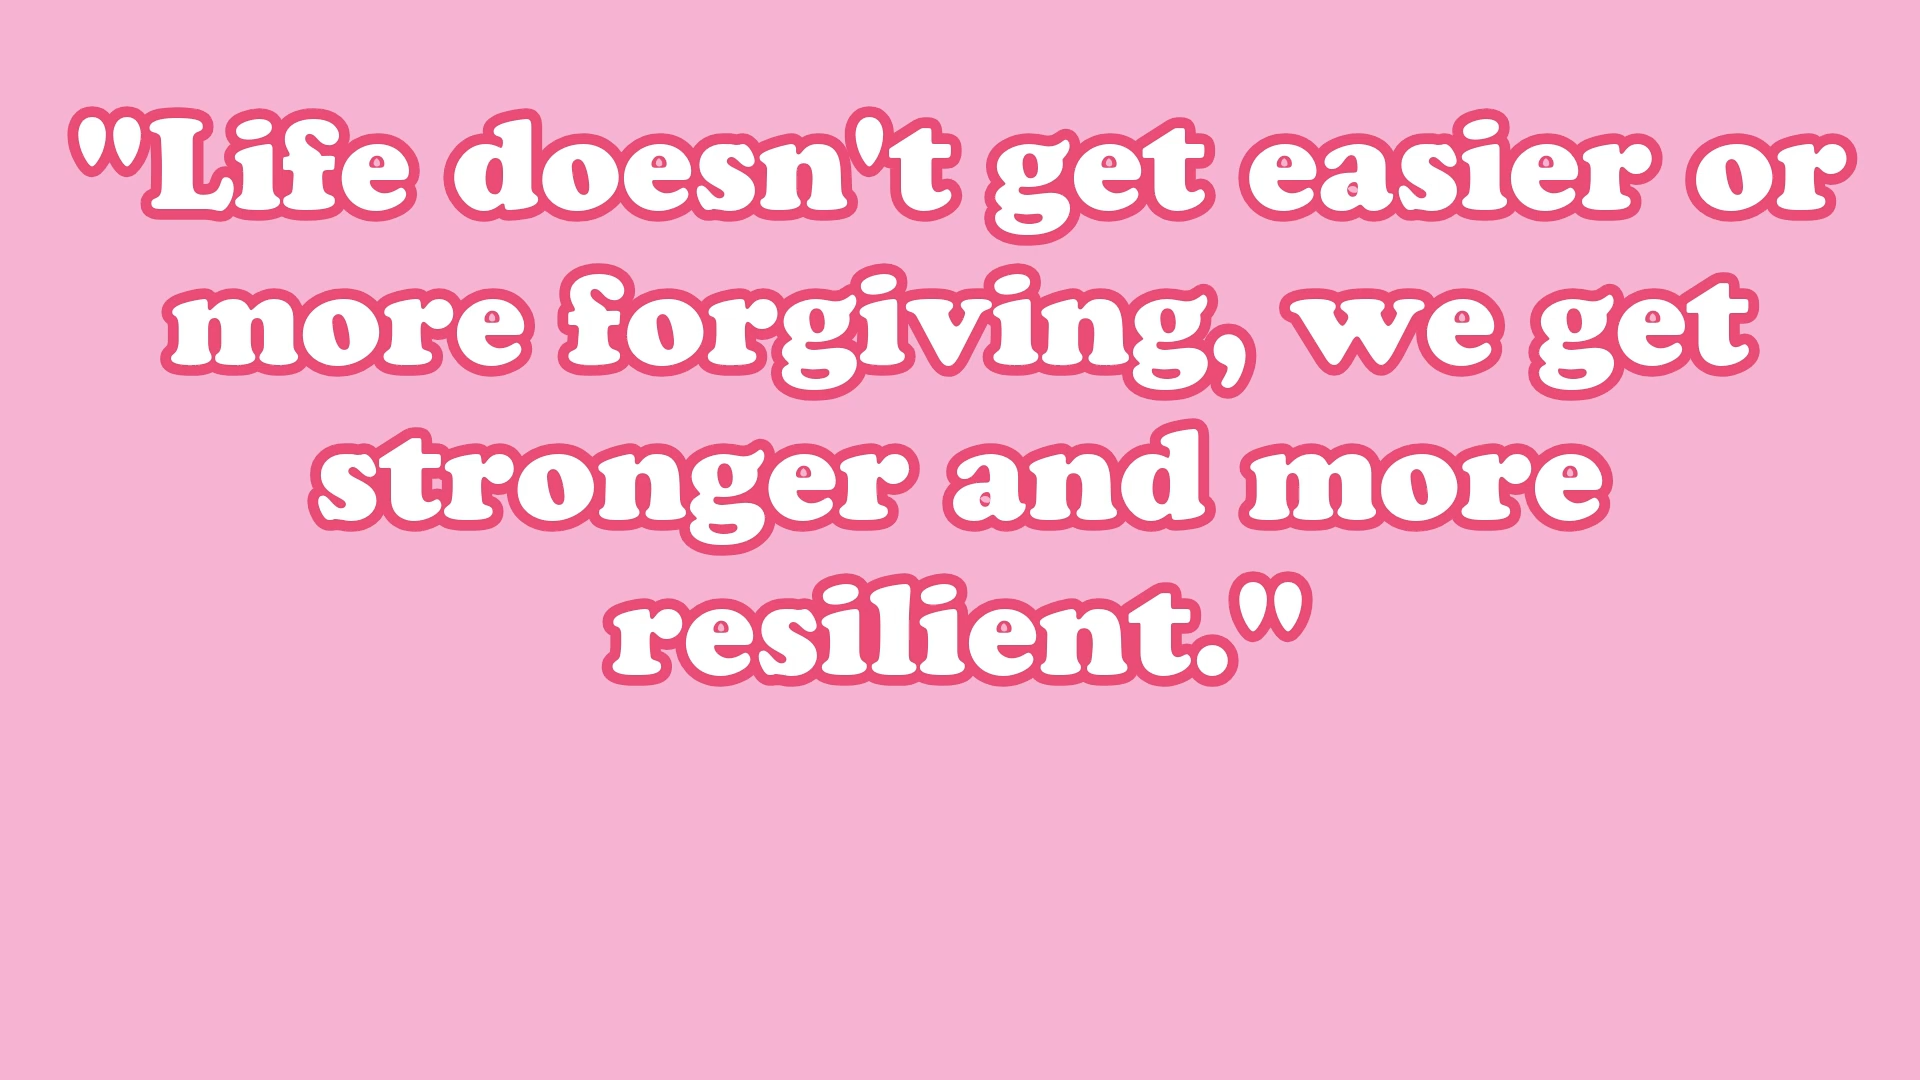 "Life doesn't get easier or
more forgiving, we get
stronger and more
resilient."